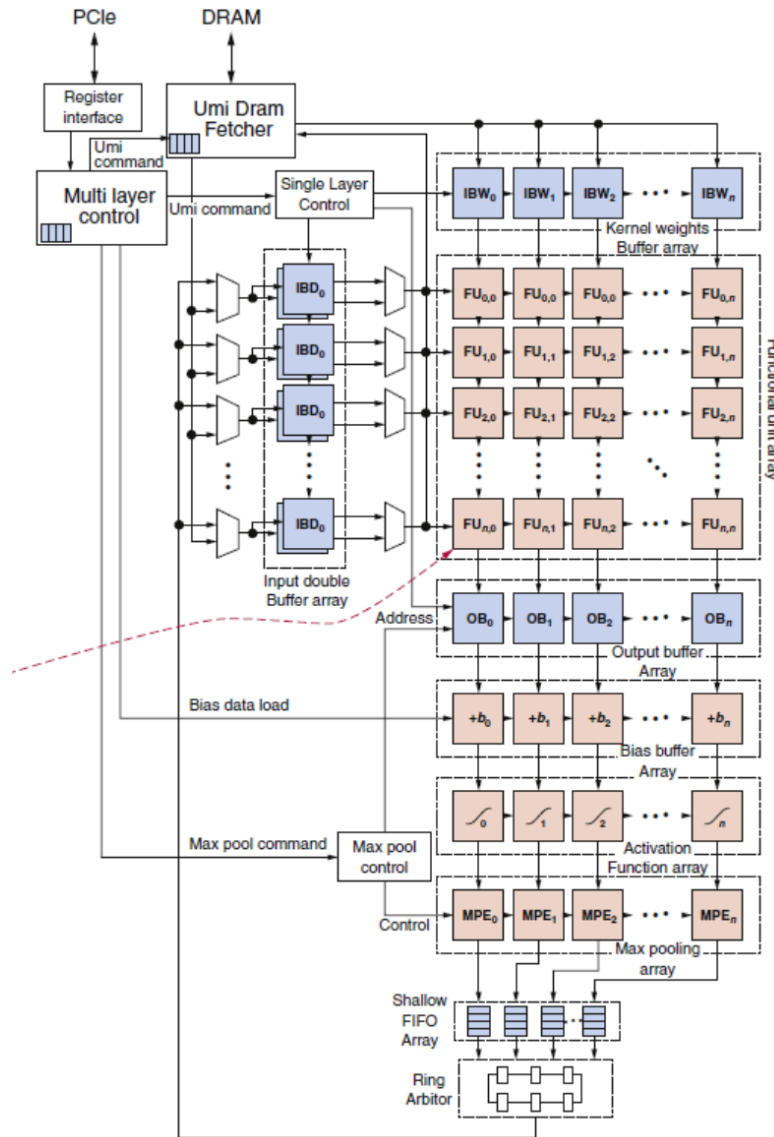 PCIe
DRAM
Register
interface
Umi Dram
Fetcher
Umi
command
Multi layer
control
Umi command
Single Layer
Control
IBW0
IBW1
IBW2
IBWn
Kernel weights
Buffer array
IBD0
IBD0
IBD0
IBD0
Input double
Buffer array
FU0,0
FU0,0
FU0,0
FU0,n
FU1,0
FU1,1
FU1,2
FU1,n
FU2,0
FU2,1
FU2,2
FU2,n
FUn,0
FUn,1
FUn,2
FUn,n
Functional unit array
Address
OB0
OB1
OB2
OBn
Output buffer
Array
Bias data load
+b0
+b1
+b2
+bn
Bias buffer
Array
0
1
2
n
Activation
Function array
Max pool command
Max pool
control
Control
MPE0
MPE1
MPE2
MPEn
Max pooling
array
Shallow
FIFO
Array
Ring
Arbitor